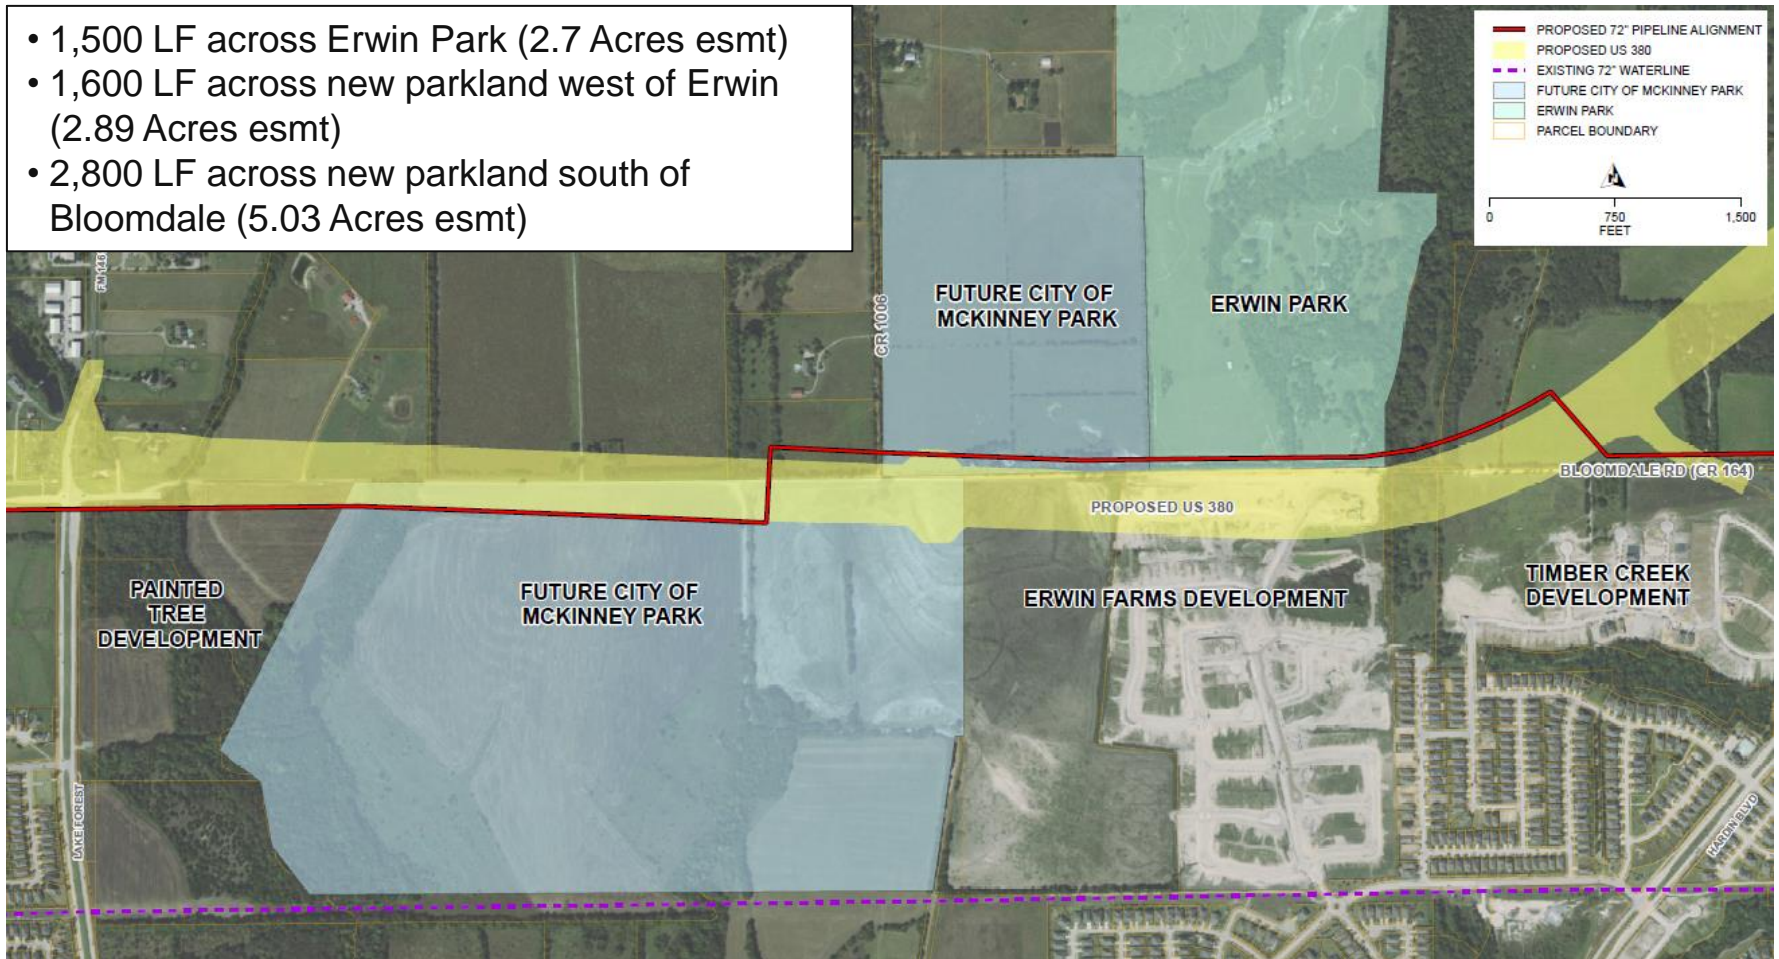 • 1,500 LF across Erwin Park (2.7 Acres esmt)
• 1,600 LF across new parkland west of Erwin
(2.89 Acres esmt)
• 2,800 LF across new parkland south of
Bloomdale (5.03 Acres esmt)
PROPOSED 72" PIPELINE ALIGNMENT
PROPOSED US 380
EXISTING 72" WATERLINE
FUTURE CITY OF MCKINNEY PARK
ERWIN PARK
PARCEL BOUNDARY
0 750 1,500
FEET
FM 146
CR 1006
FUTURE CITY OF
MCKINNEY PARK
ERWIN PARK
BLOOMDALE RD (CR 164)
PROPOSED US 380
PAINTED
TREE
DEVELOPMENT
FUTURE CITY OF
MCKINNEY PARK
ERWIN FARMS DEVELOPMENT
TIMBER CREEK
DEVELOPMENT
LAKE FOREST
HARDIN BLVD